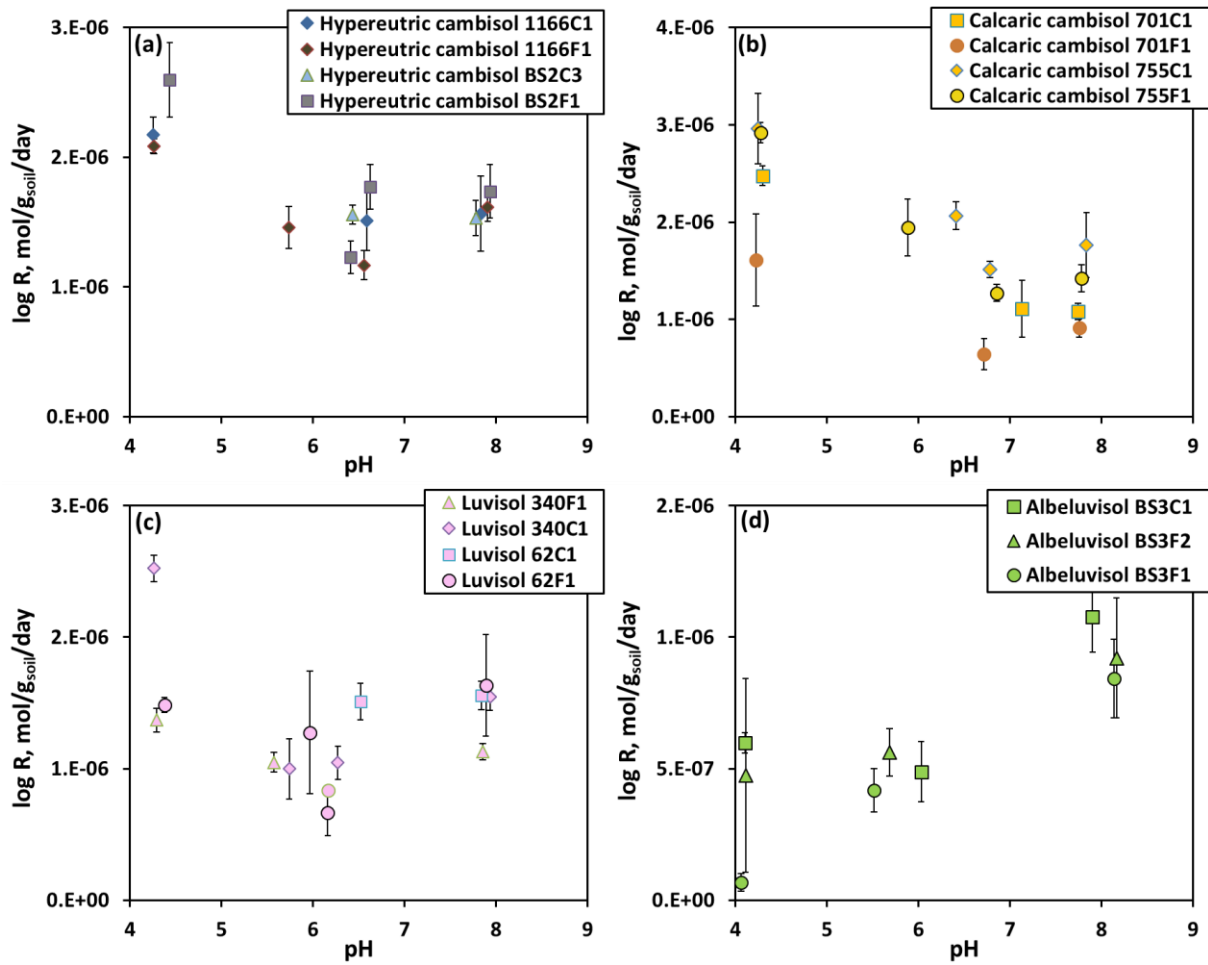 (a)
Hypereutric cambisol 1166C1
Hypereutric cambisol 1166F1
Hypereutric cambisol BS2C3
Hypereutric cambisol BS2F1
log R, mol/gsoil/day
3.E-06
2.E-06
1.E-06
0.E+00
4 5 6 7 8 9
pH
(b)
Calcaric cambisol 701C1
Calcaric cambisol 701F1
Calcaric cambisol 755C1
Calcaric cambisol 755F1
log R, mol/gsoil/day
4.E-06
3.E-06
2.E-06
1.E-06
0.E+00
4 5 6 7 8 9
pH
(c)
Luvisol 340F1
Luvisol 340C1
Luvisol 62C1
Luvisol 62F1
log R, mol/gsoil/day
3.E-06
2.E-06
1.E-06
0.E+00
4 5 6 7 8 9
pH
(d)
Albeluvisol BS3C1
Albeluvisol BS3F2
Albeluvisol BS3F1
log R, mol/gsoil/day
2.E-06
1.E-06
5.E-07
0.E+00
4 5 6 7 8 9
pH